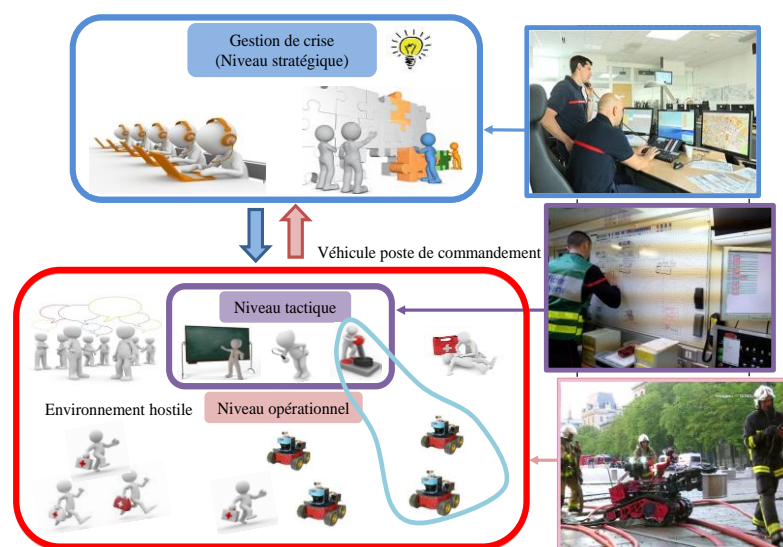 Gestion de crise
(Niveau stratégique)
Véhicule poste de commandement
Niveau tactique
Environnement hostile
Niveau opérationnel